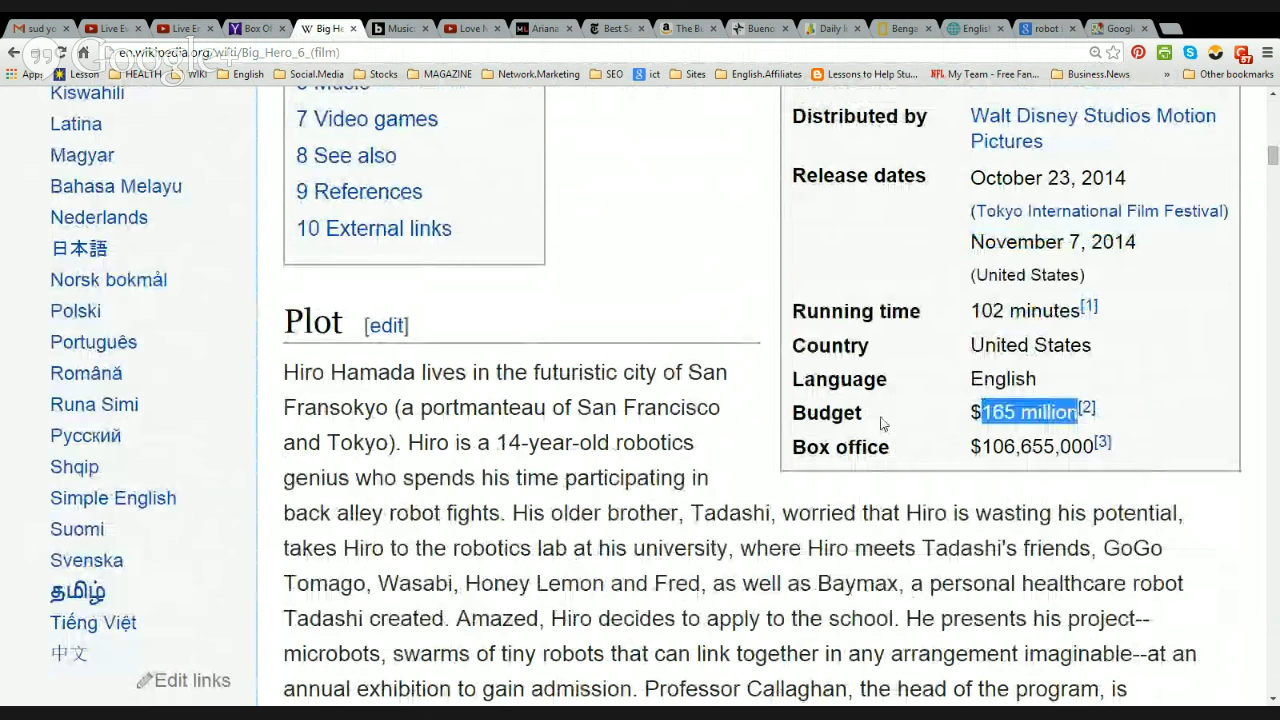 sud yo
Live Ev
Live Er
Box Of
Big He
Music:
Love N
Ariana
Best S
The Bu
Bueno
Daily I
Benga
English
robot
Google
en.wikipedia.org/wiki/Big_Hero_6_(film)
Google+
Apps Lesson HEALTH WIKI English Social.Media Stocks MAGAZINE Network.Marketing SEO ict Sites English.Affiliates Lessons to Help Stu... NFL My Team - Free Fan... Business.News » Other bookmarks
57
Kiswahili
Latina
Magyar
Bahasa Melayu
Nederlands
日本語
Norsk bokmål
Polski
Português
Română
Runa Simi
Русский
Shqip
Simple English
Suomi
Svenska
தமிழ்
Tiếng Việt
中文
Edit links
6 Music
7 Video games
8 See also
9 References
10 External links
Distributed by Walt Disney Studios Motion
Pictures
Release dates October 23, 2014
(Tokyo International Film Festival)
November 7, 2014
(United States)
Running time 102 minutes[1]
Country United States
Language English
Budget $165 million[2]
Box office $106,655,000[3]
Plot [edit]
Hiro Hamada lives in the futuristic city of San
Fransokyo (a portmanteau of San Francisco
and Tokyo). Hiro is a 14-year-old robotics
genius who spends his time participating in
back alley robot fights. His older brother, Tadashi, worried that Hiro is wasting his potential,
takes Hiro to the robotics lab at his university, where Hiro meets Tadashi's friends, GoGo
Tomago, Wasabi, Honey Lemon and Fred, as well as Baymax, a personal healthcare robot
Tadashi created. Amazed, Hiro decides to apply to the school. He presents his project--
microbots, swarms of tiny robots that can link together in any arrangement imaginable--at an
annual exhibition to gain admission. Professor Callaghan, the head of the program, is